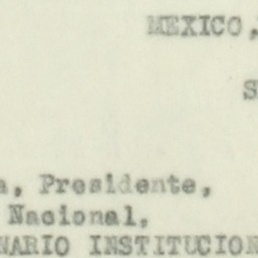 MEXICO,
S
a, Presidente,
Nacional,
NARIO INSTITUCION